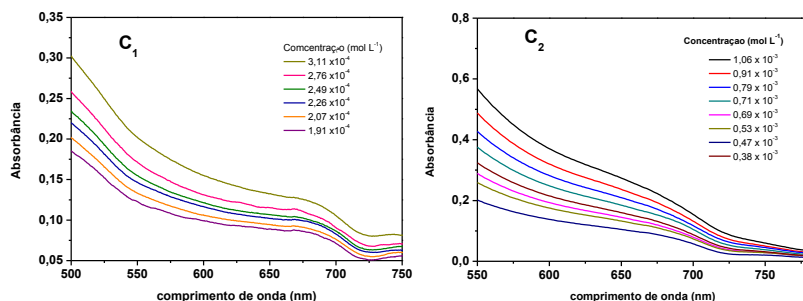 C1
Comcentraç-o (mol L-1)
3,11 x10-4
2,76 x10-4
2,49 x10-4
2,26 x10-4
2,07 x10-4
1,91 x10-4
Absorbância
0,35
0,30
0,25
0,20
0,15
0,10
0,05
500 550 600 650 700 750
comprimento de onda (nm)
C2
Concentraçao (mol L-1)
1,06 x 10-3
0,91 x 10-3
0,79 x 10-3
0,71 x 10-3
0,69 x 10-3
0,53 x 10-3
0,47 x 10-3
0,38 x 10-3
Absorbância
0,8
0,6
0,4
0,2
0,0
550 600 650 700 750
comprimento de onda (nm)